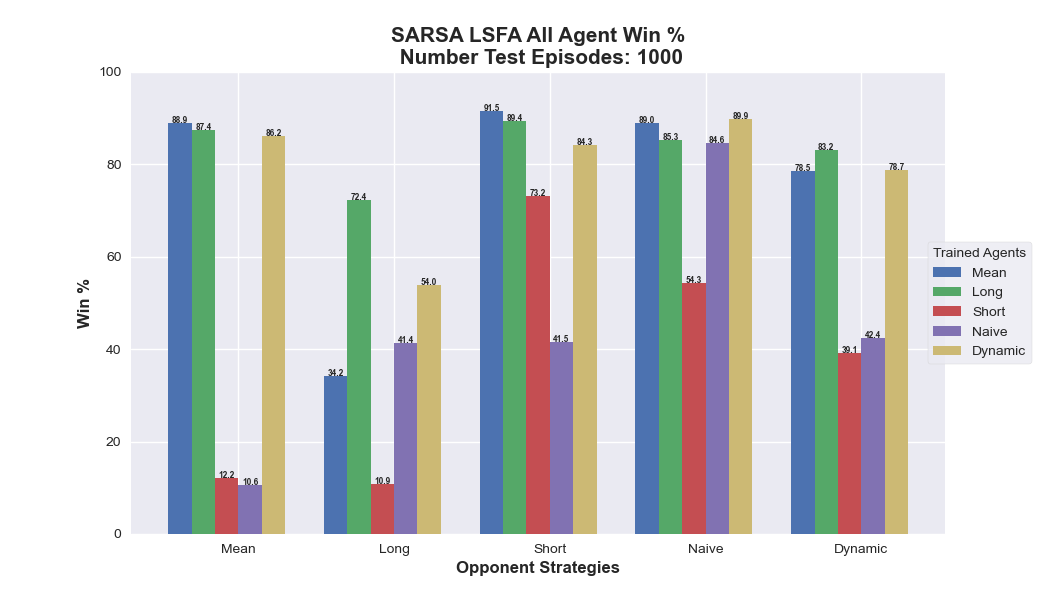 SARSA LSFA All Agent Win %
Number Test Episodes: 1000
Win %
100
80
60
40
20
0
88.9
87.4
12.2
10.6
86.2
34.2
72.4
10.9
41.4
54.0
91.5
89.4
73.2
41.5
84.3
89.0
85.3
54.3
84.6
89.9
78.5
83.2
39.1
42.4
78.7
Trained Agents
Mean
Long
Short
Naive
Dynamic
Mean
Long
Short
Naive
Dynamic
Opponent Strategies